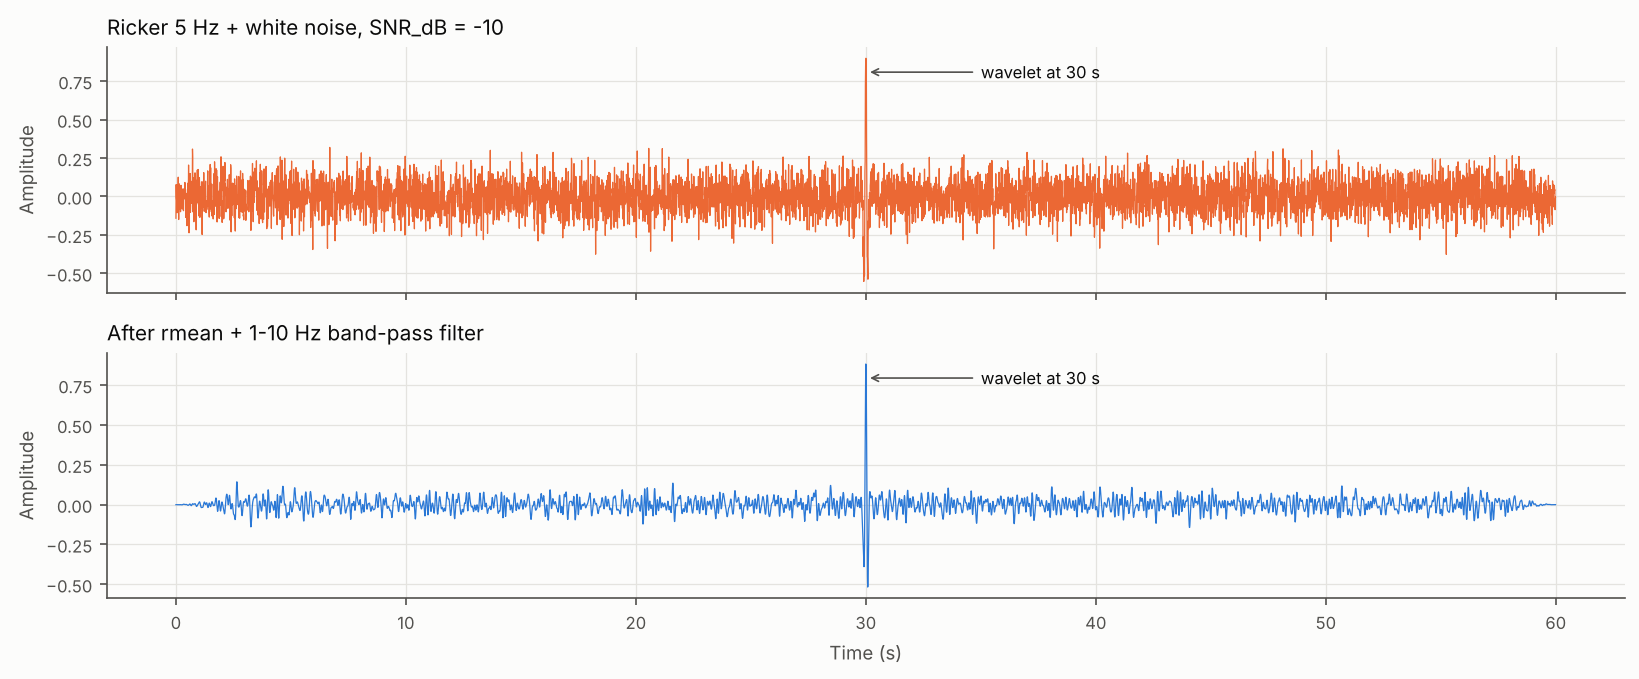 Ricker 5 Hz + white noise, SNR_dB = -10
wavelet at 30 s
0.75
0.50
0.25
0.00
−0.25
−0.50
Amplitude
After rmean + 1-10 Hz band-pass filter
wavelet at 30 s
0.75
0.50
0.25
0.00
−0.25
−0.50
Amplitude
0 10 20 30 40 50 60
Time (s)